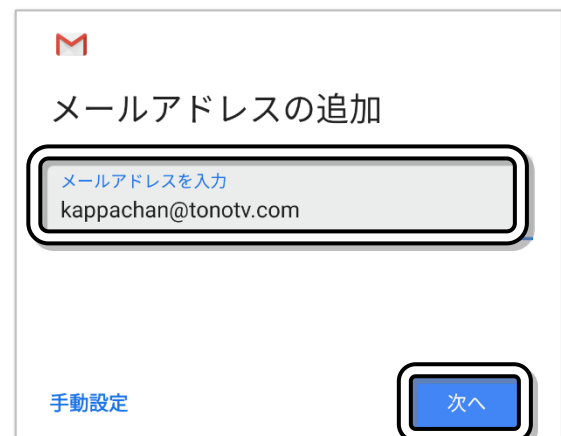 メールアドレスの追加
メールアドレスを入力
kappachan@tonotv.com
手動設定
次へ